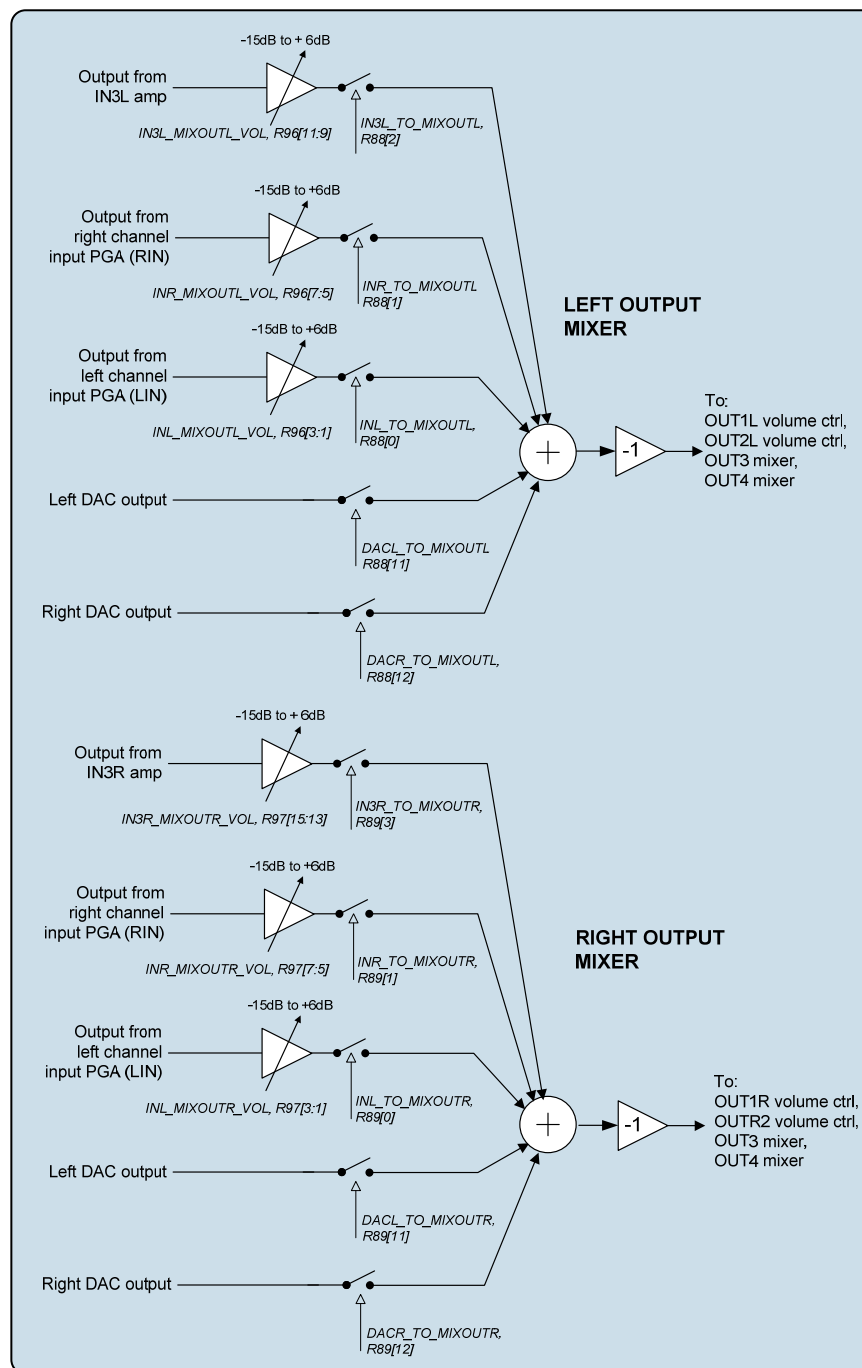 -15dB to + 6dB
Output from
IN3L amp
IN3L_MIXOUTL_VOL, R96[11:9]
IN3L_TO_MIXOUTL,
R88[2]
-15dB to +6dB
Output from
right channel
input PGA (RIN)
INR_MIXOUTL_VOL, R96[7:5]
INR_TO_MIXOUTL
R88[1]
LEFT OUTPUT
MIXER
-15dB to +6dB
Output from
left channel
input PGA (LIN)
INL_MIXOUTL_VOL, R96[3:1]
INL_TO_MIXOUTL,
R88[0]
+
-1
To:
OUT1L volume ctrl,
OUT2L volume ctrl,
OUT3 mixer,
OUT4 mixer
Left DAC output
DACL_TO_MIXOUTL
R88[11]
Right DAC output
DACR_TO_MIXOUTL,
R88[12]
-15dB to + 6dB
Output from
IN3R amp
IN3R_MIXOUTR_VOL, R97[15:13]
IN3R_TO_MIXOUTR,
R89[3]
-15dB to +6dB
Output from
right channel
input PGA (RIN)
INR_MIXOUTR_VOL, R97[7:5]
INR_TO_MIXOUTR,
R89[1]
RIGHT OUTPUT
MIXER
-15dB to +6dB
Output from
left channel
input PGA (LIN)
INL_MIXOUTR_VOL, R97[3:1]
INL_TO_MIXOUTR,
R89[0]
+
-1
To:
OUT1R volume ctrl,
OUTR2 volume ctrl,
OUT3 mixer,
OUT4 mixer
Left DAC output
DACL_TO_MIXOUTR,
R89[11]
Right DAC output
DACR_TO_MIXOUTR,
R89[12]